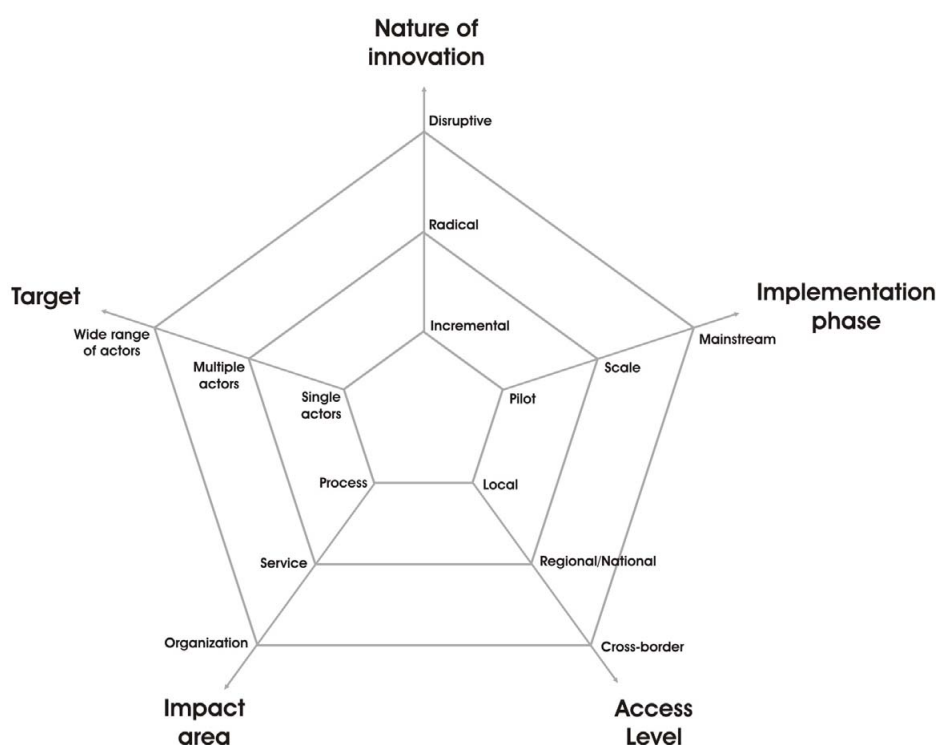 Nature of
innovation
Disruptive
Radical
Incremental
Target
Wide range
of actors
Multiple
actors
Single
actors
Implementation
phase
Mainstream
Scale
Pilot
Process
Local
Service
Regional/National
Organization
Cross-border
Impact
area
Access
Level